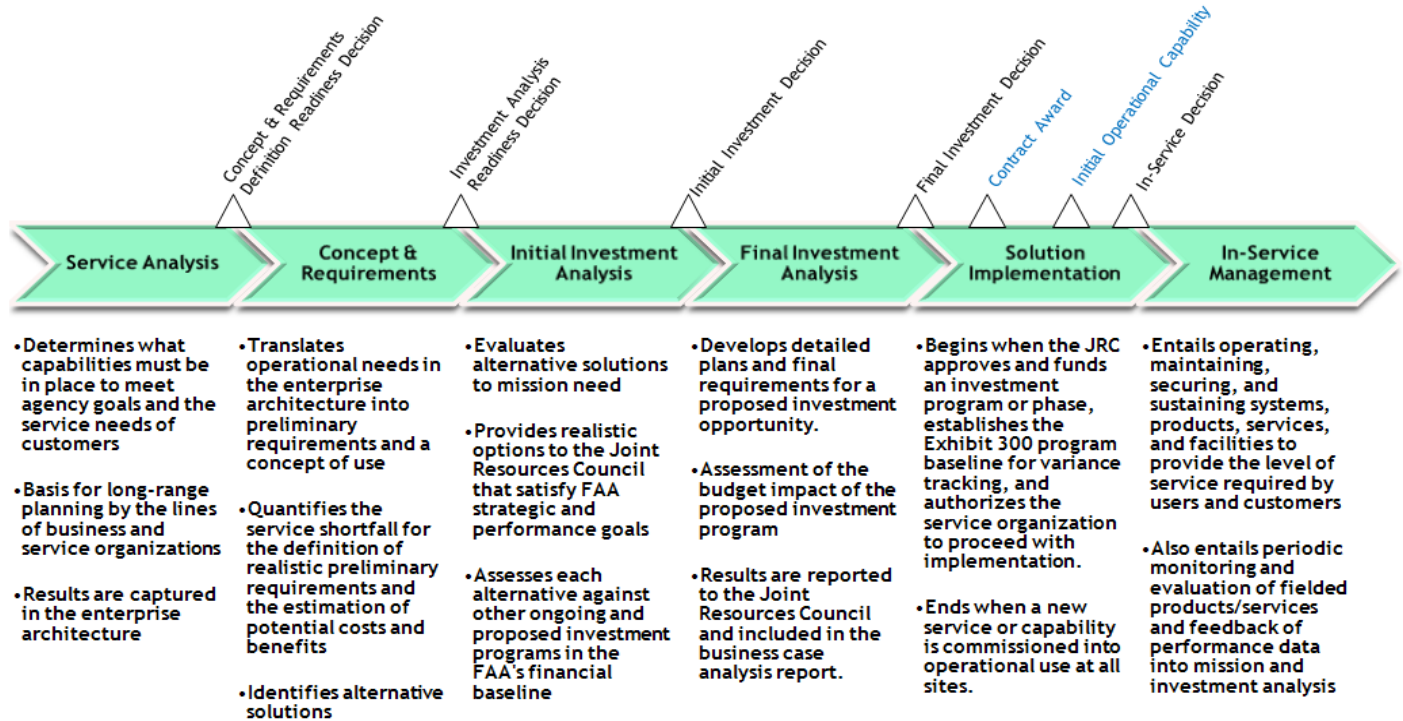 Concept & Requirements
Definition Readiness Decision
Investment Analysis
Readiness Decision
Initial Investment Decision
Final Investment Decision
Contract Award
Initial Operational Capability
In-Service Decision
Service Analysis
Concept &
Requirements
Initial Investment
Analysis
Final Investment
Analysis
Solution
Implementation
In-Service
Management
•Determines what
capabilities must be
in place to meet
agency goals and the
service needs of
customers
•Basis for long-range
planning by the lines
of business and
service organizations
•Results are captured
in the enterprise
architecture
•Translates
operational needs in
the enterprise
architecture into
preliminary
requirements and a
concept of use
•Quantifies the
service shortfall for
the definition of
realistic preliminary
requirements and
the estimation of
potential costs and
benefits
•Identifies alternative
solutions
•Evaluates
alternative solutions
to mission need
•Provides realistic
options to the Joint
Resources Council
that satisfy FAA
strategic and
performance goals
•Assesses each
alternative against
other ongoing and
proposed investment
programs in the
FAA's financial
baseline
•Develops detailed
plans and final
requirements for a
proposed investment
opportunity.
•Assessment of the
budget impact of the
proposed investment
program
•Results are reported
to the Joint
Resources Council
and included in the
business case
analysis report.
•Begins when the JRC
approves and funds
an investment
program or phase,
establishes the
Exhibit 300 program
baseline for variance
tracking, and
authorizes the
service organization
to proceed with
implementation.
•Ends when a new
service or capability
is commissioned into
operational use at all
sites.
•Entails operating,
maintaining,
securing, and
sustaining systems,
products, services,
and facilities to
provide the level of
service required by
users and customers
•Also entails periodic
monitoring and
evaluation of fielded
products/services
and feedback of
performance data
into mission and
investment analysis